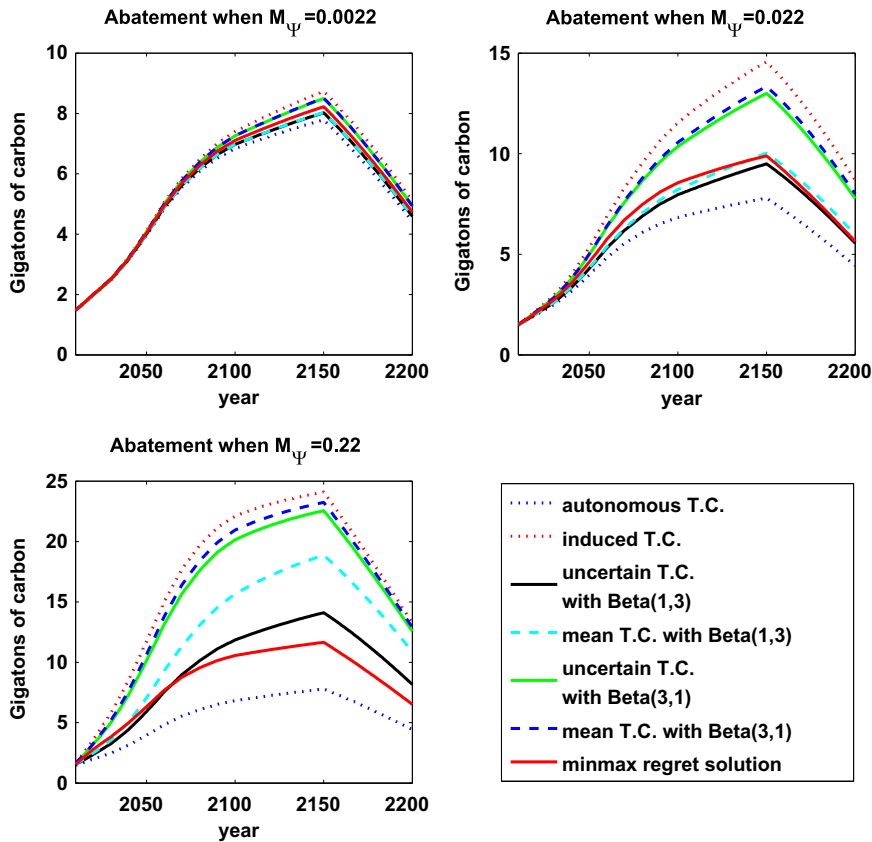 Abatement when MΨ=0.0022
Gigatons of carbon
10
8
6
4
2
0
2050 2100 2150 2200
year
Abatement when MΨ=0.022
Gigatons of carbon
15
10
5
0
2050 2100 2150 2200
year
Abatement when MΨ=0.22
Gigatons of carbon
25
20
15
10
5
0
2050 2100 2150 2200
year
autonomous T.C.
induced T.C.
uncertain T.C.
with Beta(1,3)
mean T.C. with Beta(1,3)
uncertain T.C.
with Beta(3,1)
mean T.C. with Beta(3,1)
minmax regret solution